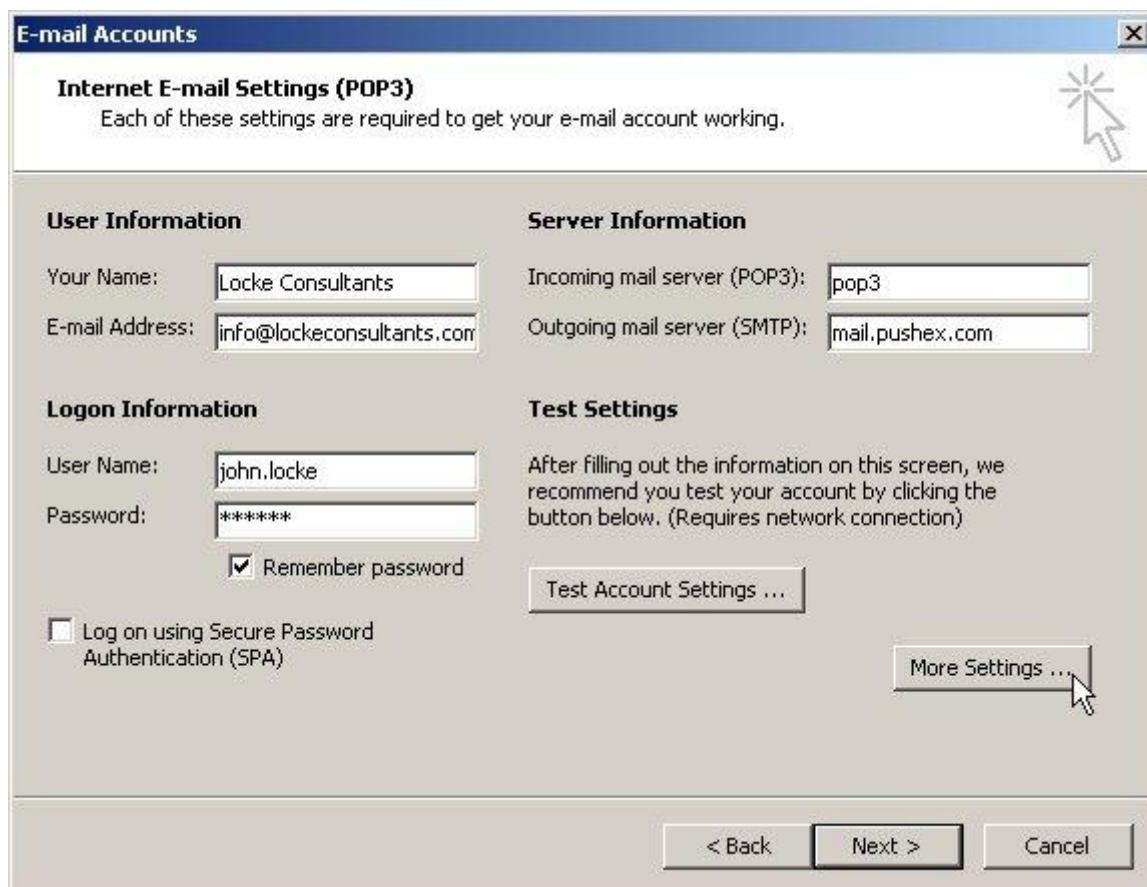 E-mail Accounts
Internet E-mail Settings (POP3)
Each of these settings are required to get your e-mail account working.
User Information
Your Name: Locke Consultants
E-mail Address: info@lockeconsultants.com
Logon Information
User Name: john.locke
Password: ******
Remember password
Log on using Secure Password
Authentication (SPA)
Server Information
Incoming mail server (POP3): pop3
Outgoing mail server (SMTP): mail.pushex.com
Test Settings
After filling out the information on this screen, we
recommend you test your account by clicking the
button below. (Requires network connection)
Test Account Settings ...
More Settings ...
< Back
Next >
Cancel